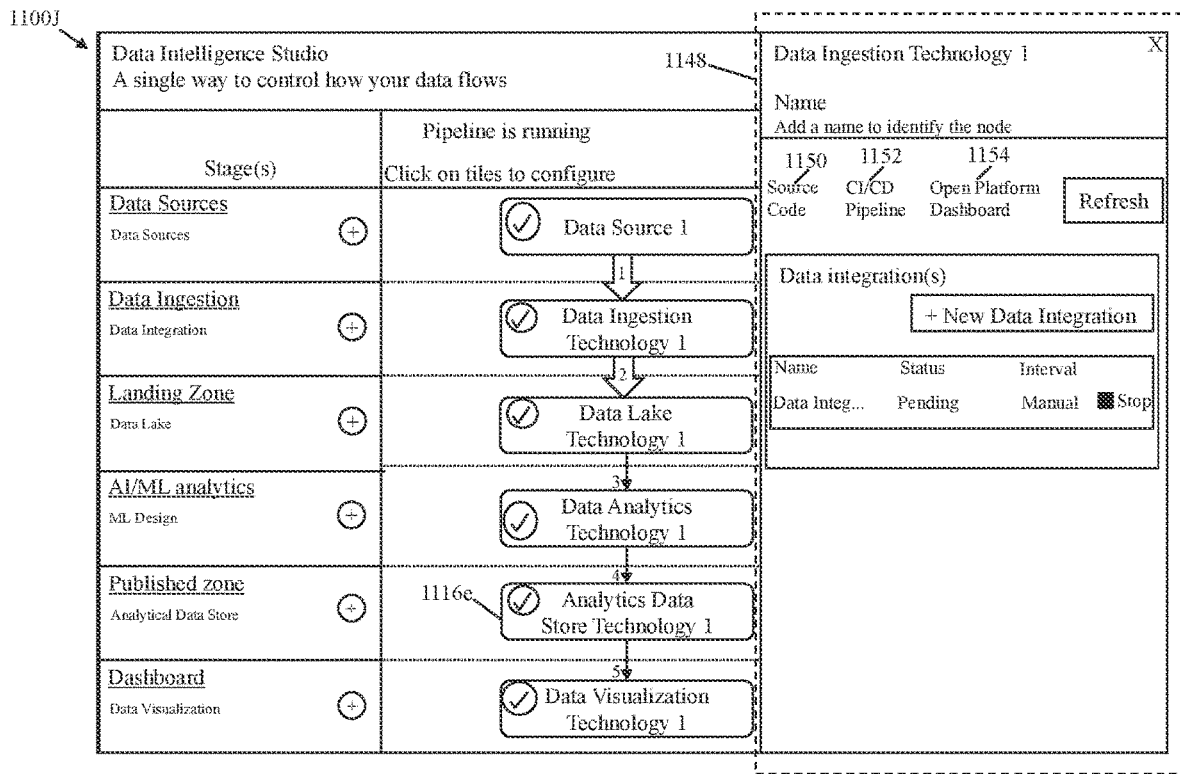 1100J
Data Intelligence Studio
A single way to control how your data flows
1148
Stage(s)
Pipeline is running
Click on tiles to configure
Data Sources
Data Sources
+
Data Source 1
1
Data Ingestion
Data Integration
+
Data Ingestion
Technology 1
2
Landing Zone
Data Lake
+
Data Lake
Technology 1
3
AI/ML analytics
ML Design
+
Data Analytics
Technology 1
4
Published zone
Analytical Data Store
+
1116e
Analytics Data
Store Technology 1
5
Dashboard
Data Visualization
+
Data Visualization
Technology 1
Data Ingestion Technology 1
X
Name
Add a name to identify the node
1150 1152 1154
Source CI/CD Open Platform
Code Pipeline Dashboard
Refresh
Data integration(s)
+ New Data Integration
Name Status Interval
Data Integ... Pending Manual Stop